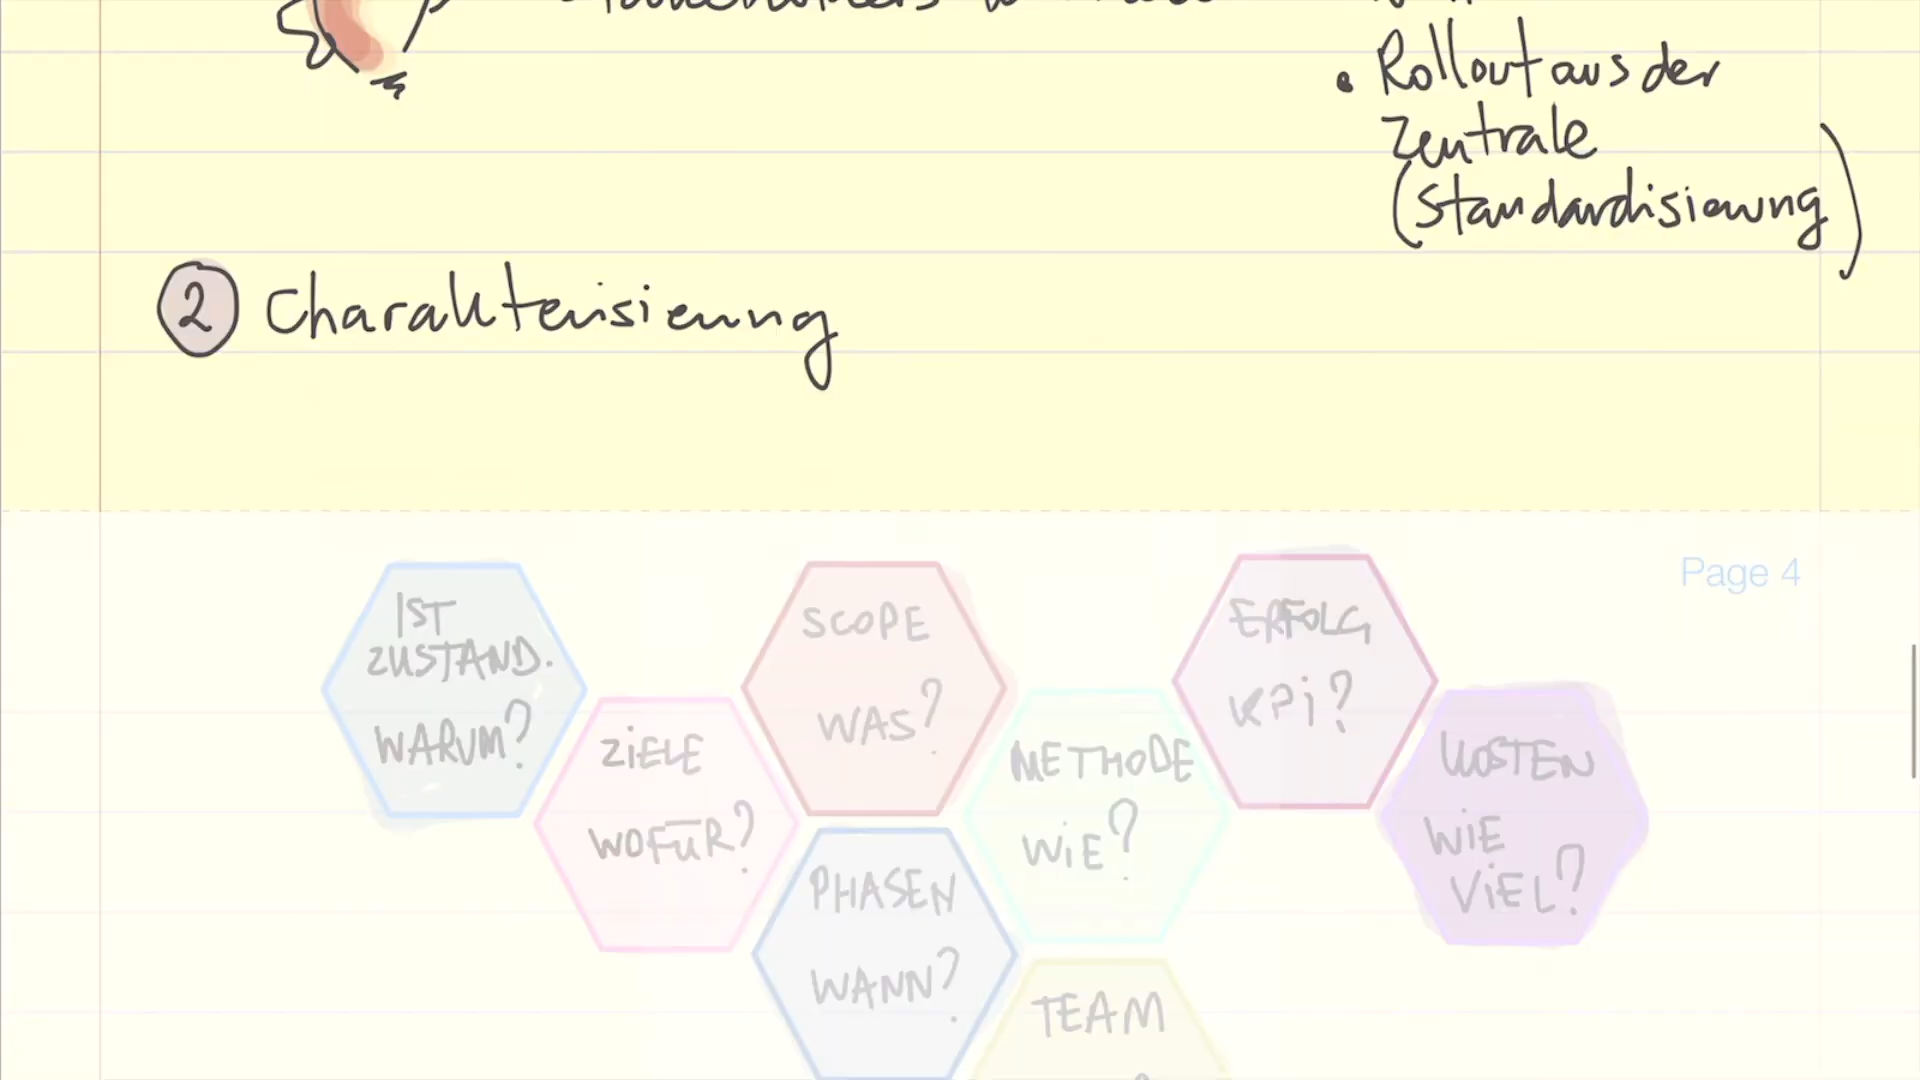 • Rollout aus der
Zentrale
(Standardisierung)
2 Charakterisierung
Page 4
IST
ZUSTAND.
WARUM?
ZIELE
WOFÜR?
SCOPE
WAS?
PHASEN
WANN?
METHODE
WIE?
TEAM
ERFOLG
KPi?
KOSTEN
WIE
VIEL?